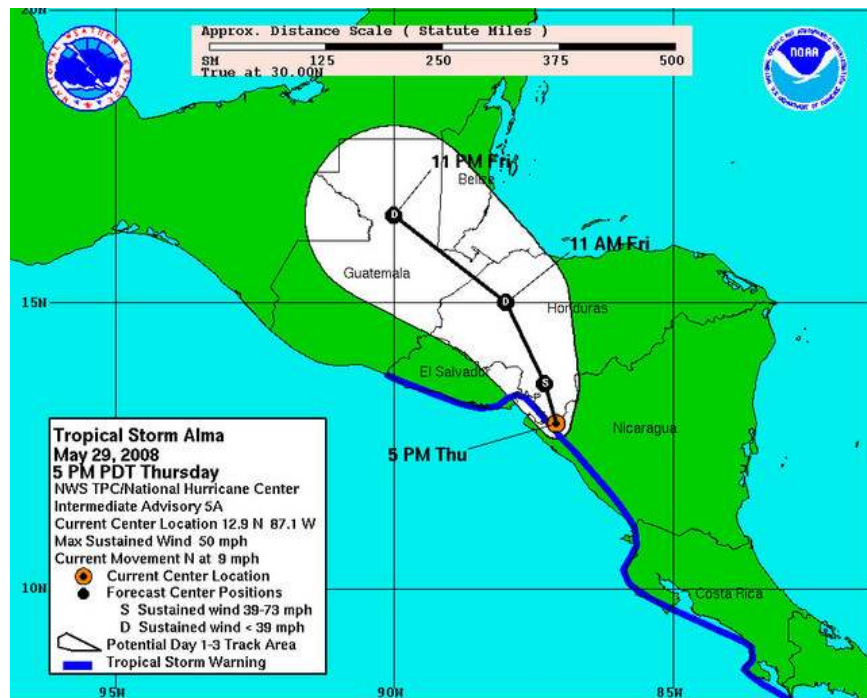 20N
Approx. Distance Scale ( Statute Miles )
SM 125 250 375 500
True at 30.00N
NATIONAL WEATHER SERVICE
NOAA
11 PM Fri
Belize
11 AM Fri
Guatemala
15N
Honduras
El Salvador
Nicaragua
5 PM Thu
Costa Rica
10N
Tropical Storm Alma
May 29, 2008
5 PM PDT Thursday
NWS TPC/National Hurricane Center
Intermediate Advisory 5A
Current Center Location 12.9 N 87.1 W
Max Sustained Wind 50 mph
Current Movement N at 9 mph
Current Center Location
Forecast Center Positions
S Sustained wind 39-73 mph
D Sustained wind < 39 mph
Potential Day 1-3 Track Area
Tropical Storm Warning
D
D
S
95W 90W 85W